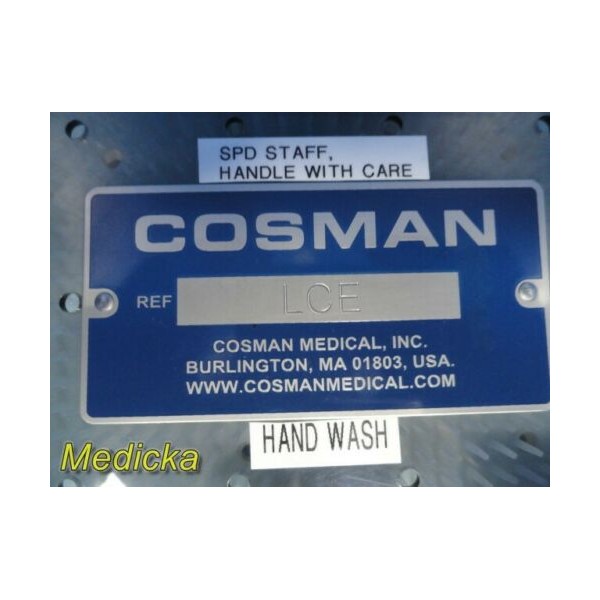 SPD STAFF,
HANDLE WITH CARE
COSMAN
REF LCE
COSMAN MEDICAL, INC.
BURLINGTON, MA 01803, USA.
WWW.COSMANMEDICAL.COM
HAND WASH
Medicka